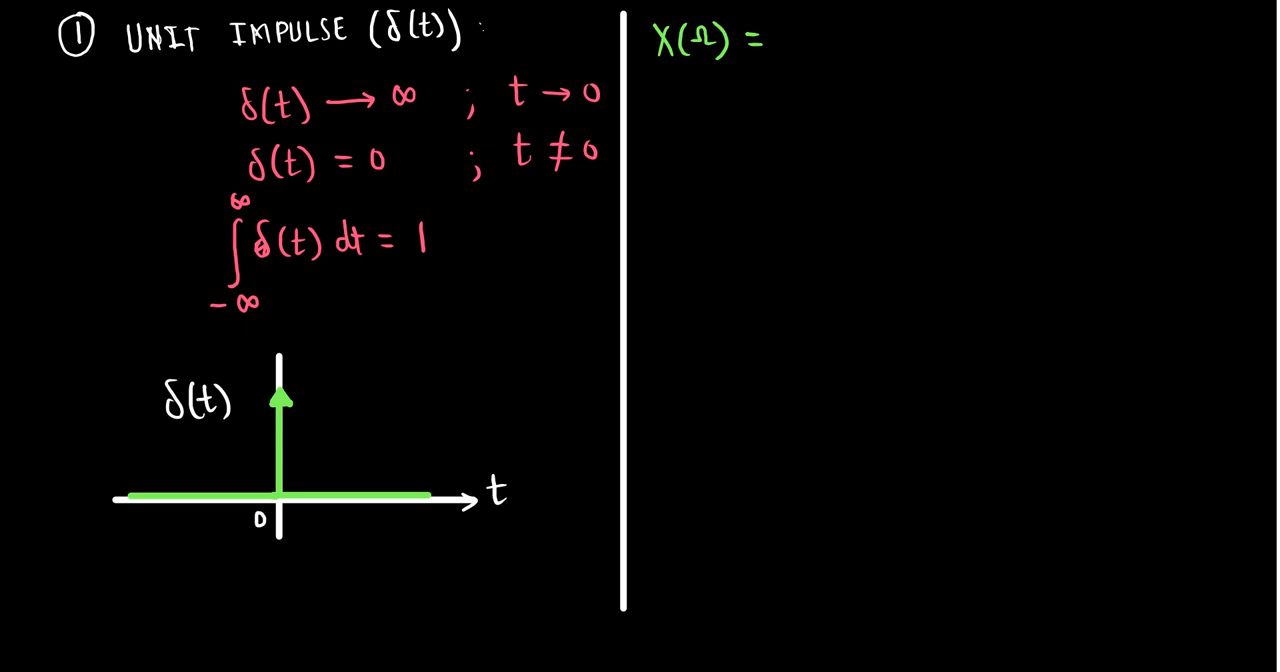 ① UNIT IMPULSE (δ(t)) :
δ(t) → ∞ ; t → 0
δ(t) = 0 ; t ≠ 0
∫_{-∞}^{∞} δ(t) dt = 1
δ(t)
t
0
X(Ω) =